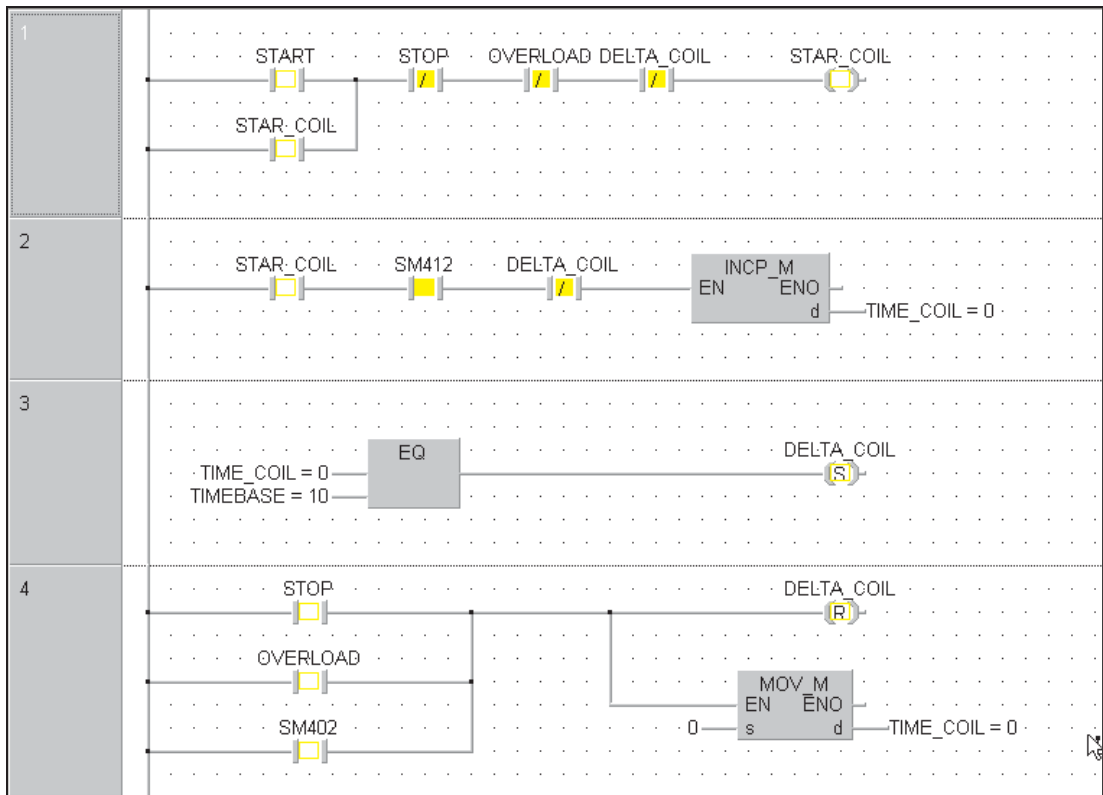 1
START STOP OVERLOAD DELTA_COIL STAR_COIL
/ / /
STAR_COIL
2
STAR_COIL SM412 DELTA_COIL INCP_M
/ EN ENO
d TIME_COIL = 0
3
EQ DELTA_COIL
TIME_COIL = 0 S
TIMEBASE = 10
4
STOP DELTA_COIL
R
OVERLOAD
MOV_M
EN ENO
SM402 0 s d TIME_COIL = 0